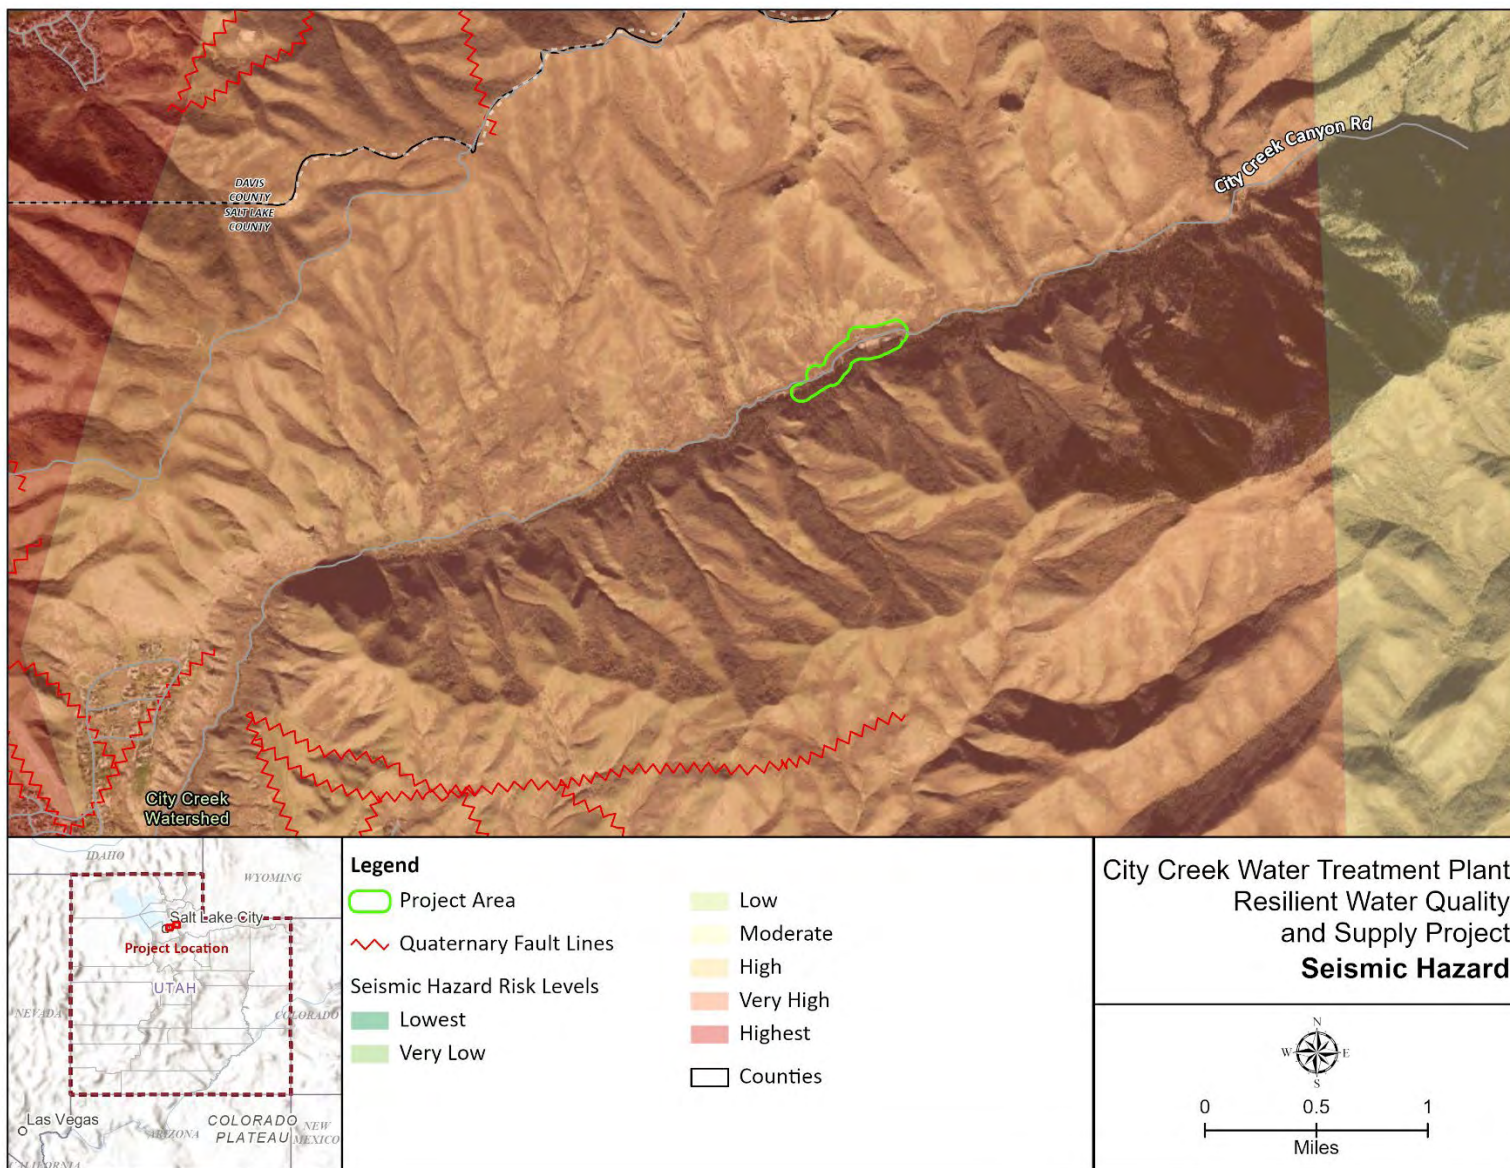 City Creek Canyon Rd
DAVIS
COUNTY
SALT LAKE
COUNTY
City Creek
Watershed
IDAHO
WYOMING
Salt Lake City
Project Location
UTAH
NEVADA
COLORADO
Las Vegas
COLORADO
PLATEAU
ARIZONA
NEW
MEXICO
CALIFORNIA
Legend
Project Area
Quaternary Fault Lines
Seismic Hazard Risk Levels
Lowest
Very Low
Low
Moderate
High
Very High
Highest
Counties
City Creek Water Treatment Plant
Resilient Water Quality
and Supply Project
Seismic Hazard
N
W E
S
0 0.5 1
Miles